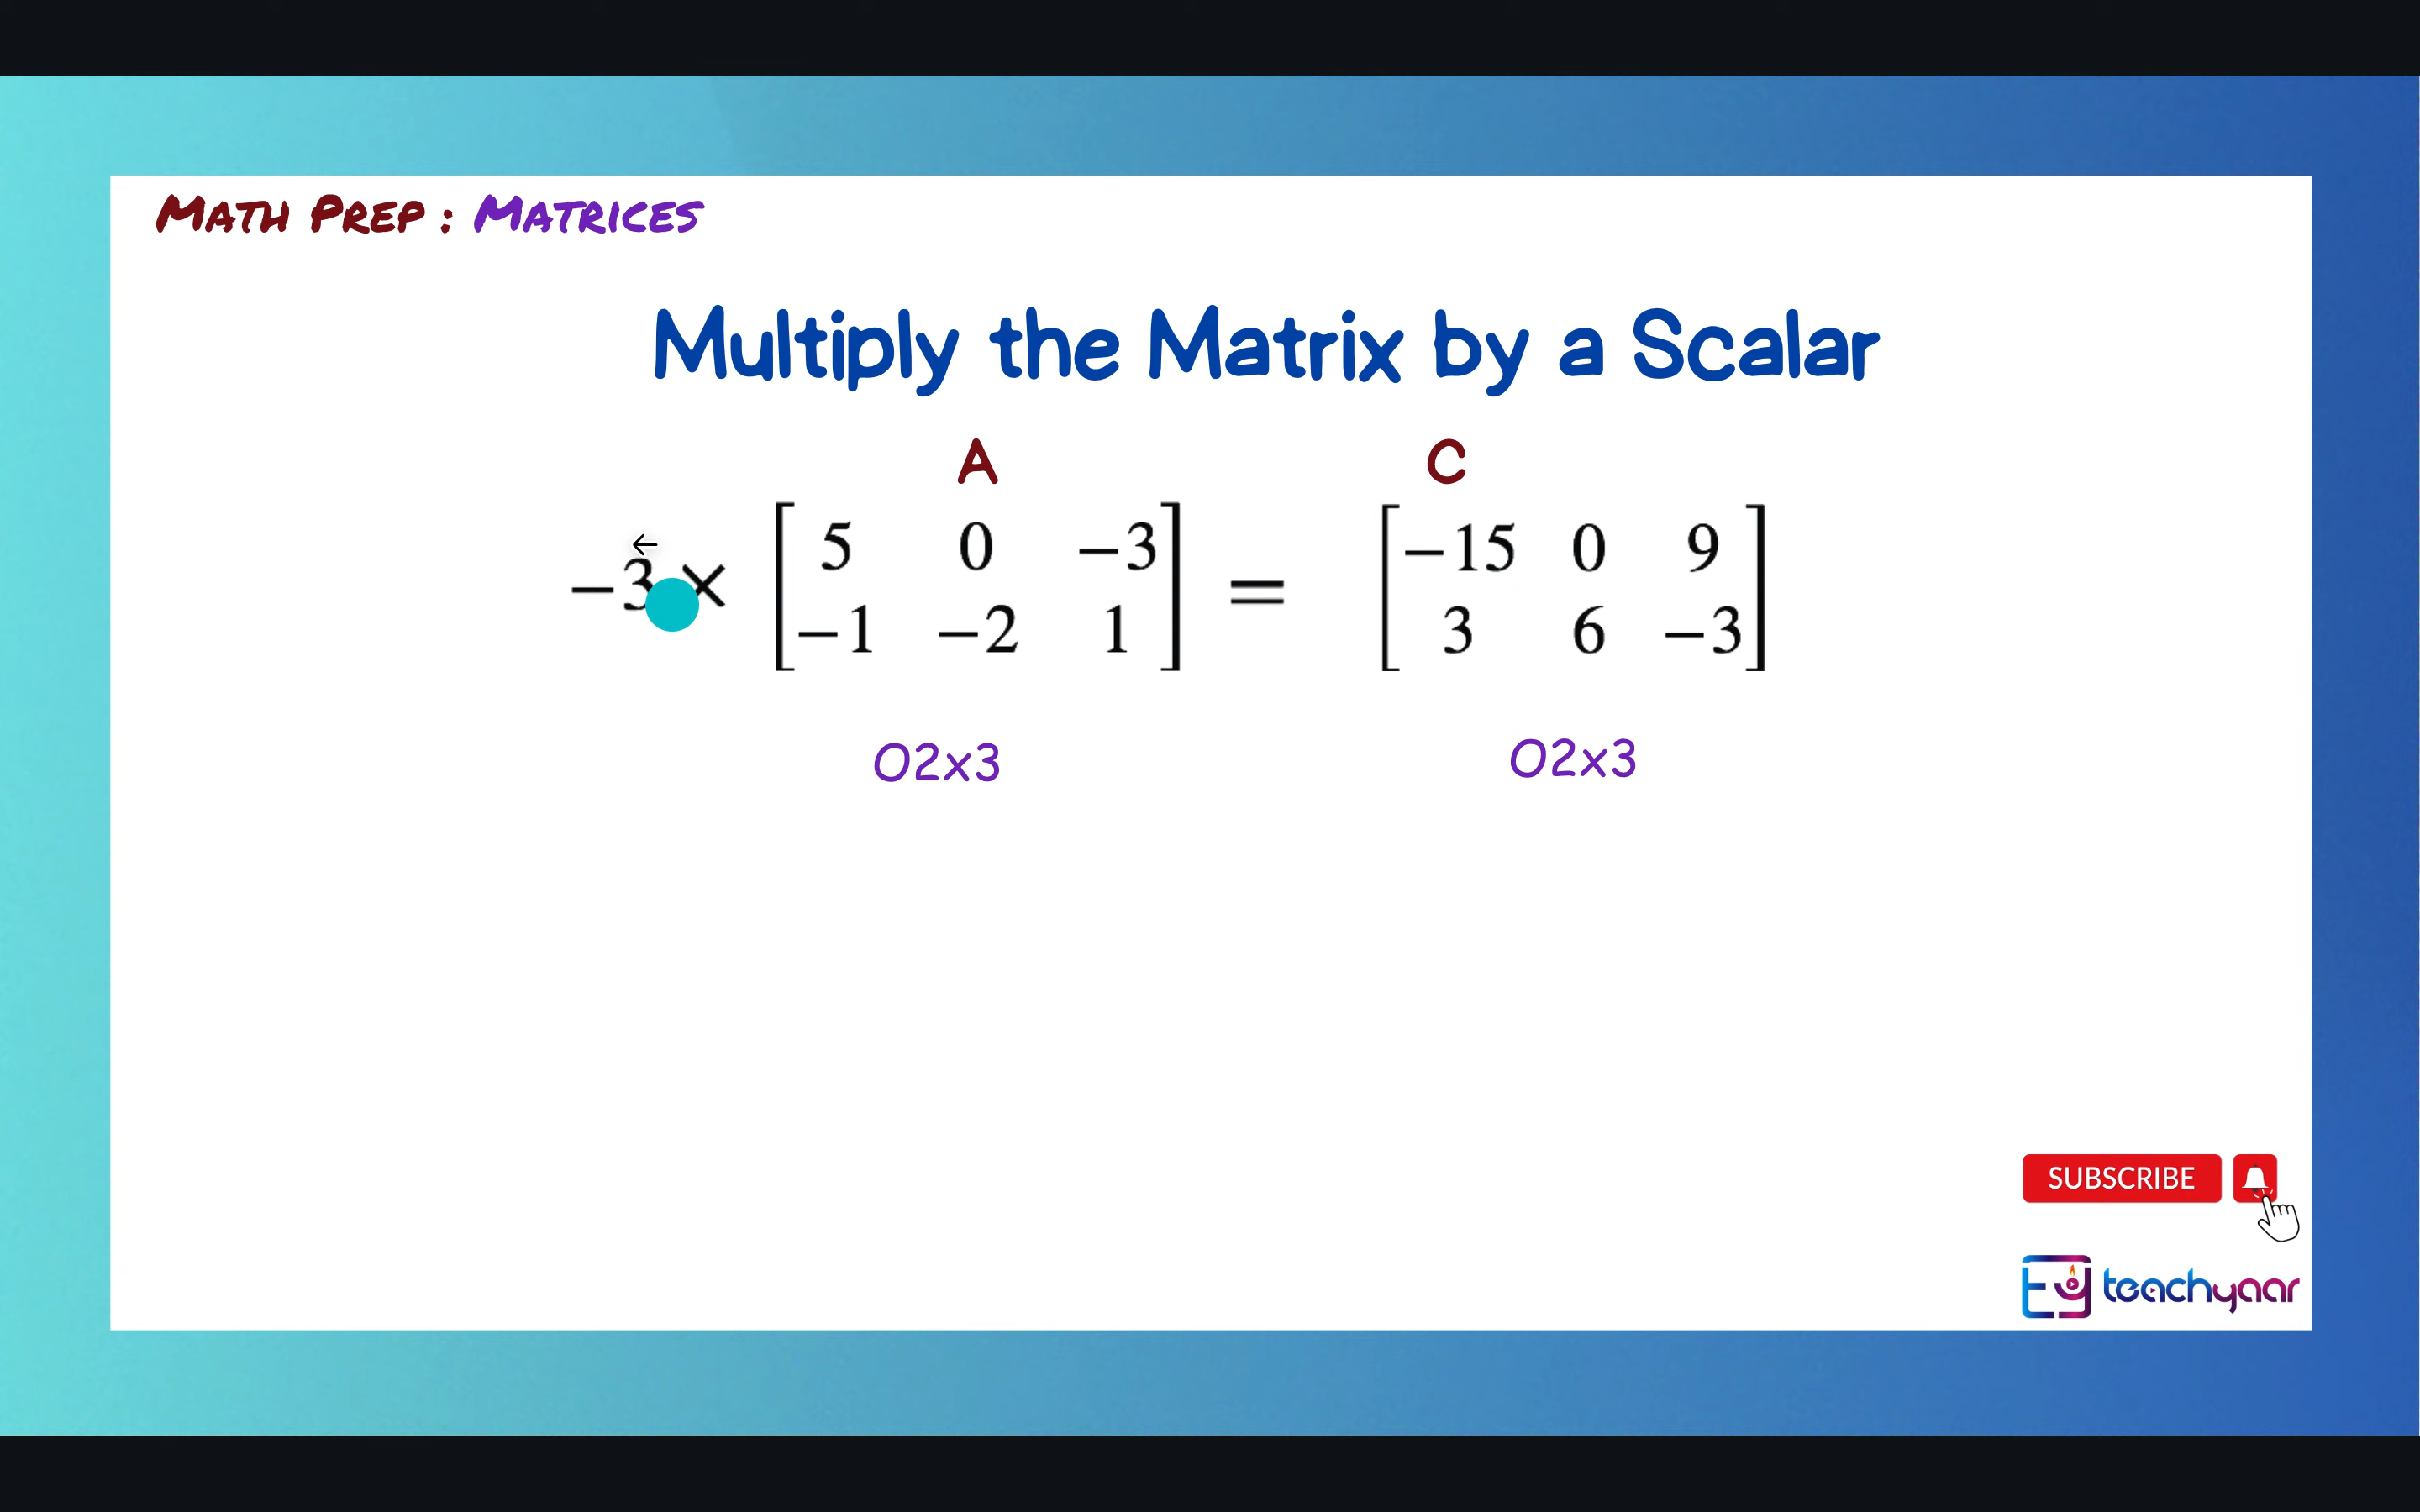 MATH PREP : MATRICES
Multiply the Matrix by a Scalar
A C
−3 × [ 5 0 −3 ] = [ −15 0 9 ]
[ −1 −2 1 ] [ 3 6 −3 ]
O2x3 O2x3
SUBSCRIBE
teachyaar